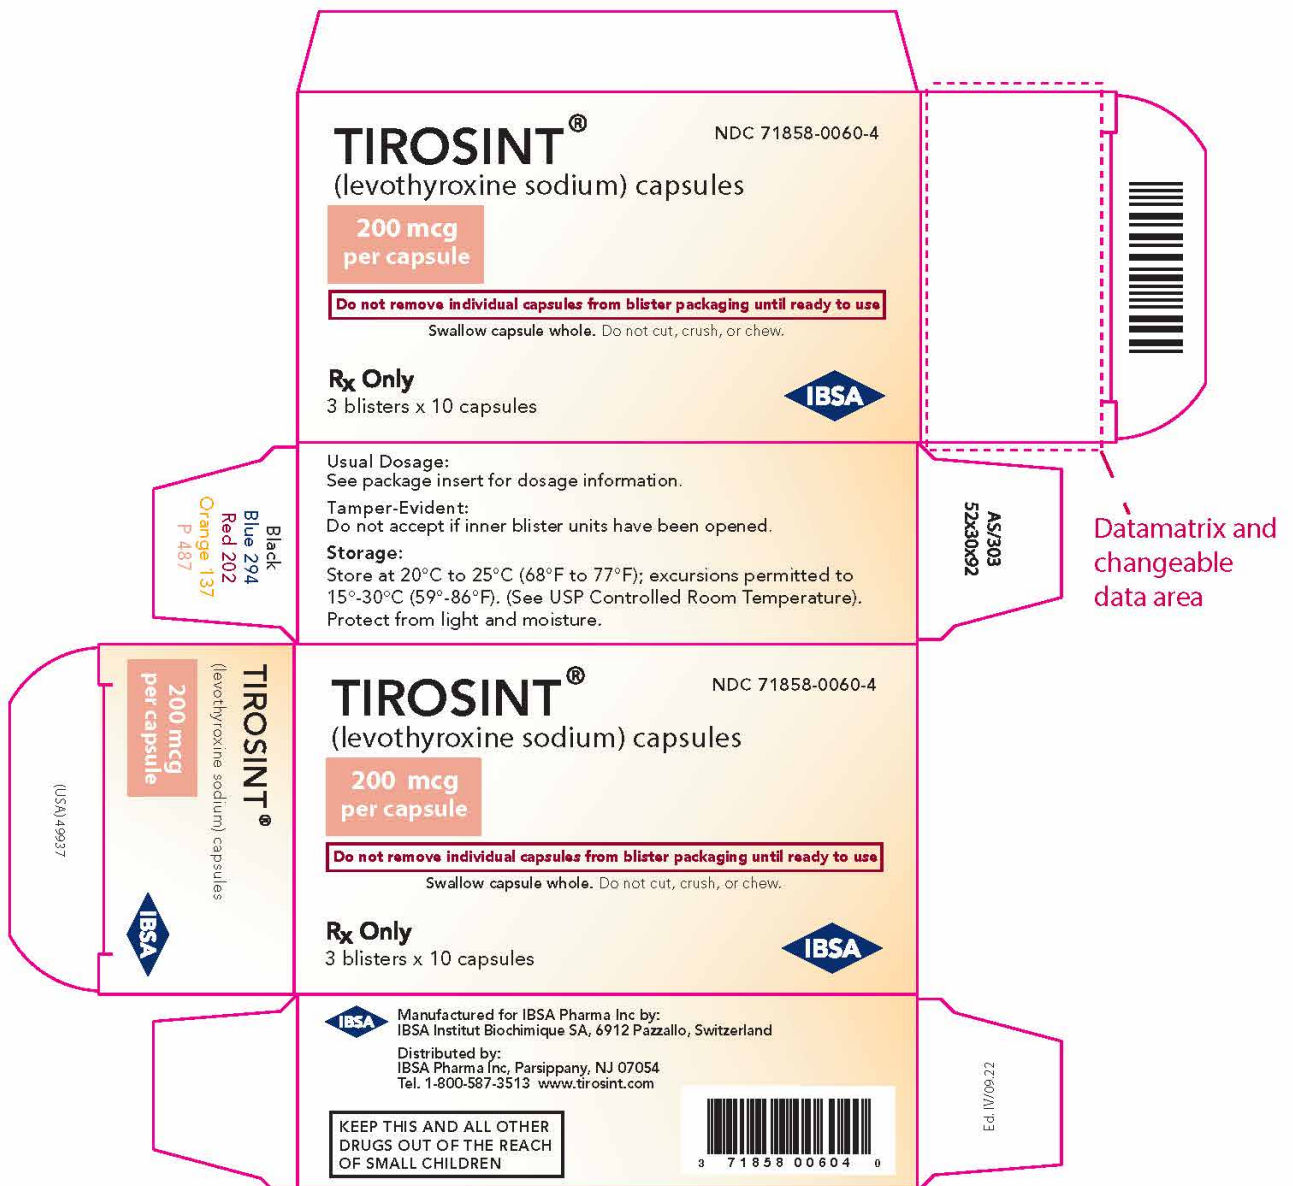 TIROSINT®
NDC 71858-0060-4
(levothyroxine sodium) capsules
200 mcg
per capsule
Do not remove individual capsules from blister packaging until ready to use
Swallow capsule whole. Do not cut, crush, or chew.
Rx Only
3 blisters x 10 capsules
IBSA
Usual Dosage:
See package insert for dosage information.
Tamper-Evident:
Do not accept if inner blister units have been opened.
Storage:
Store at 20°C to 25°C (68°F to 77°F); excursions permitted to
15°-30°C (59°-86°F). (See USP Controlled Room Temperature).
Protect from light and moisture.
Black
Blue 294
Red 202
Orange 137
P 487
AS/303
52x30x92
Datamatrix and
changeable
data area
TIROSINT®
(levothyroxine sodium) capsules
200 mcg
per capsule
IBSA
(USA) 49937
TIROSINT®
NDC 71858-0060-4
(levothyroxine sodium) capsules
200 mcg
per capsule
Do not remove individual capsules from blister packaging until ready to use
Swallow capsule whole. Do not cut, crush, or chew.
Rx Only
3 blisters x 10 capsules
IBSA
IBSA
Manufactured for IBSA Pharma Inc by:
IBSA Institut Biochimique SA, 6912 Pazzallo, Switzerland
Distributed by:
IBSA Pharma Inc, Parsippany, NJ 07054
Tel. 1-800-587-3513 www.tirosint.com
KEEP THIS AND ALL OTHER
DRUGS OUT OF THE REACH
OF SMALL CHILDREN
3 71858 00604 0
Ed. IV/09.22